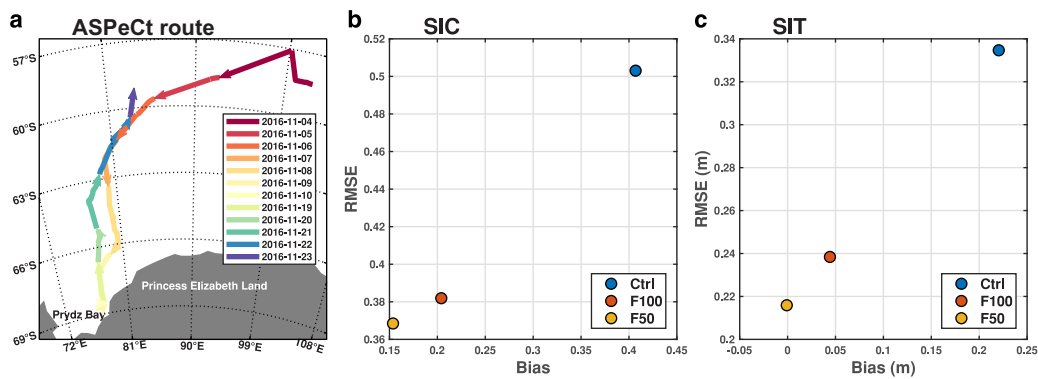 a
ASPeCt route
57°S
60°S
63°S
66°S
69°S
72°E
81°E
90°E
99°E
108°E
2016-11-04
2016-11-05
2016-11-06
2016-11-07
2016-11-08
2016-11-09
2016-11-10
2016-11-19
2016-11-20
2016-11-21
2016-11-22
2016-11-23
Princess Elizabeth Land
Prydz Bay
b
SIC
RMSE
0.52
0.5
0.48
0.46
0.44
0.42
0.4
0.38
0.36
0.15
0.2
0.25
0.3
0.35
0.4
0.45
Bias
Ctrl
F100
F50
c
SIT
RMSE (m)
0.34
0.32
0.3
0.28
0.26
0.24
0.22
0.2
-0.05
0
0.05
0.1
0.15
0.2
0.25
Bias (m)
Ctrl
F100
F50